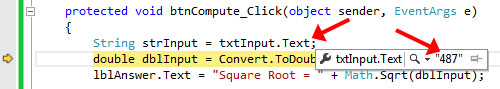 protected void btnCompute_Click(object sender, EventArgs e)
{
String strInput = txtInput.Text;
double dblInput = Convert.ToDoub
txtInput.Text "487"
lblAnswer.Text = "Square Root = " + Math.Sqrt(dblInput);